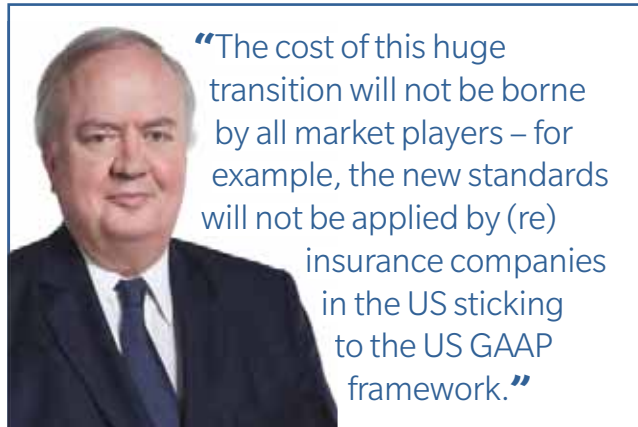 “The cost of this huge
transition will not be borne
by all market players – for
example, the new standards
will not be applied by (re)
insurance companies
in the US sticking
to the US GAAP
framework.”